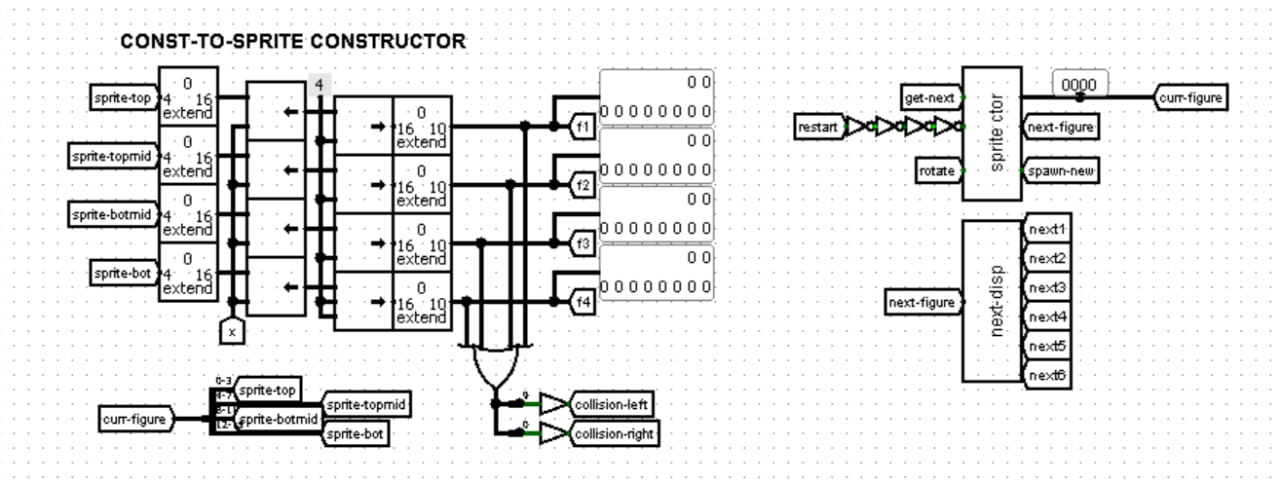 CONST-TO-SPRITE CONSTRUCTOR
sprite-top
0
4 16
extend
sprite-topmid
0
4 16
extend
sprite-botmid
0
4 16
extend
sprite-bot
0
4 16
extend
x
4
0
16 10
extend
0
16 10
extend
0
16 10
extend
0
16 10
extend
f1
f2
f3
f4
0 0
0 0 0 0 0 0 0 0
0 0
0 0 0 0 0 0 0 0
0 0
0 0 0 0 0 0 0 0
0 0
0 0 0 0 0 0 0 0
curr-figure
0-3
sprite-top
4-7
sprite-topmid
sprite-botmid
sprite-bot
collision-left
collision-right
get-next
restart
rotate
sprite ctor
0000
curr-figure
next-figure
spawn-new
next-figure
next-disp
next1
next2
next3
next4
next5
next6